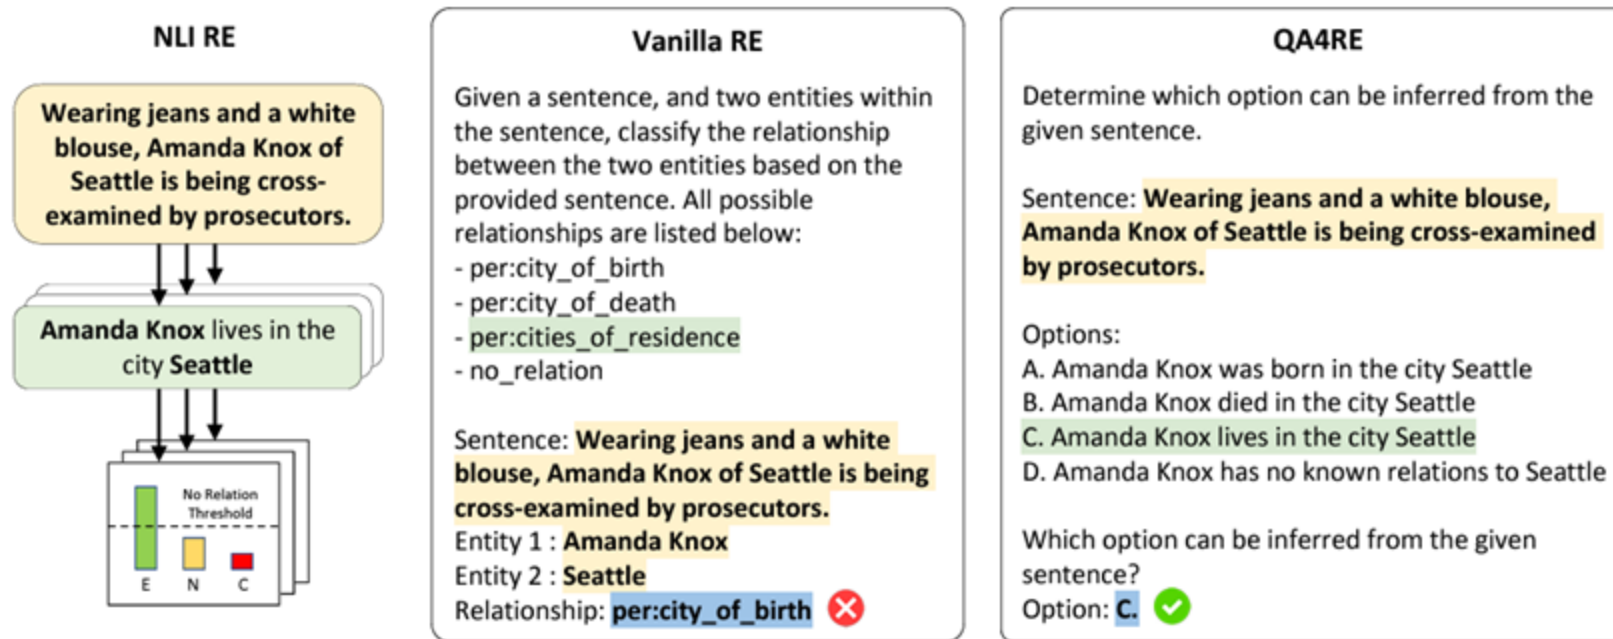 NLI RE
Wearing jeans and a white
blouse, Amanda Knox of
Seattle is being cross-
examined by prosecutors.
Amanda Knox lives in the
city Seattle
No Relation
Threshold
E N C
Vanilla RE
Given a sentence, and two entities within
the sentence, classify the relationship
between the two entities based on the
provided sentence. All possible
relationships are listed below:
- per:city_of_birth
- per:city_of_death
- per:cities_of_residence
- no_relation
Sentence: Wearing jeans and a white
blouse, Amanda Knox of Seattle is being
cross-examined by prosecutors.
Entity 1 : Amanda Knox
Entity 2 : Seattle
Relationship: per:city_of_birth
QA4RE
Determine which option can be inferred from the
given sentence.
Sentence: Wearing jeans and a white blouse,
Amanda Knox of Seattle is being cross-examined
by prosecutors.
Options:
A. Amanda Knox was born in the city Seattle
B. Amanda Knox died in the city Seattle
C. Amanda Knox lives in the city Seattle
D. Amanda Knox has no known relations to Seattle
Which option can be inferred from the given
sentence?
Option: C.